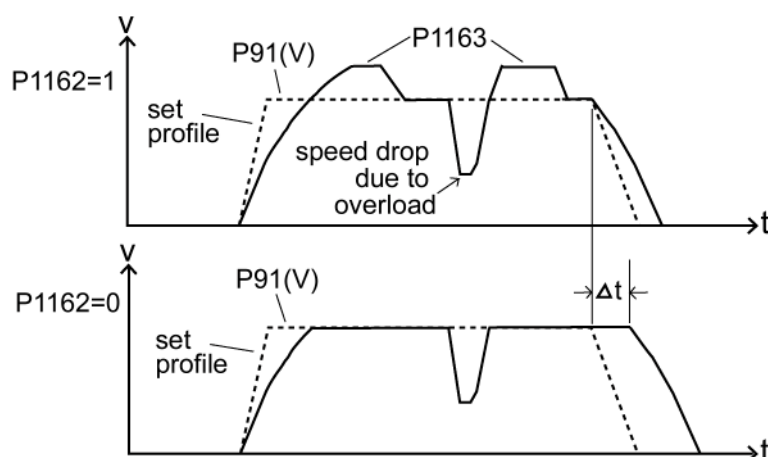 v
P1163
P91(V)
P1162=1
set
profile
speed drop
due to
overload
t
v
P91(V)
Δt
P1162=0
set
profile
t